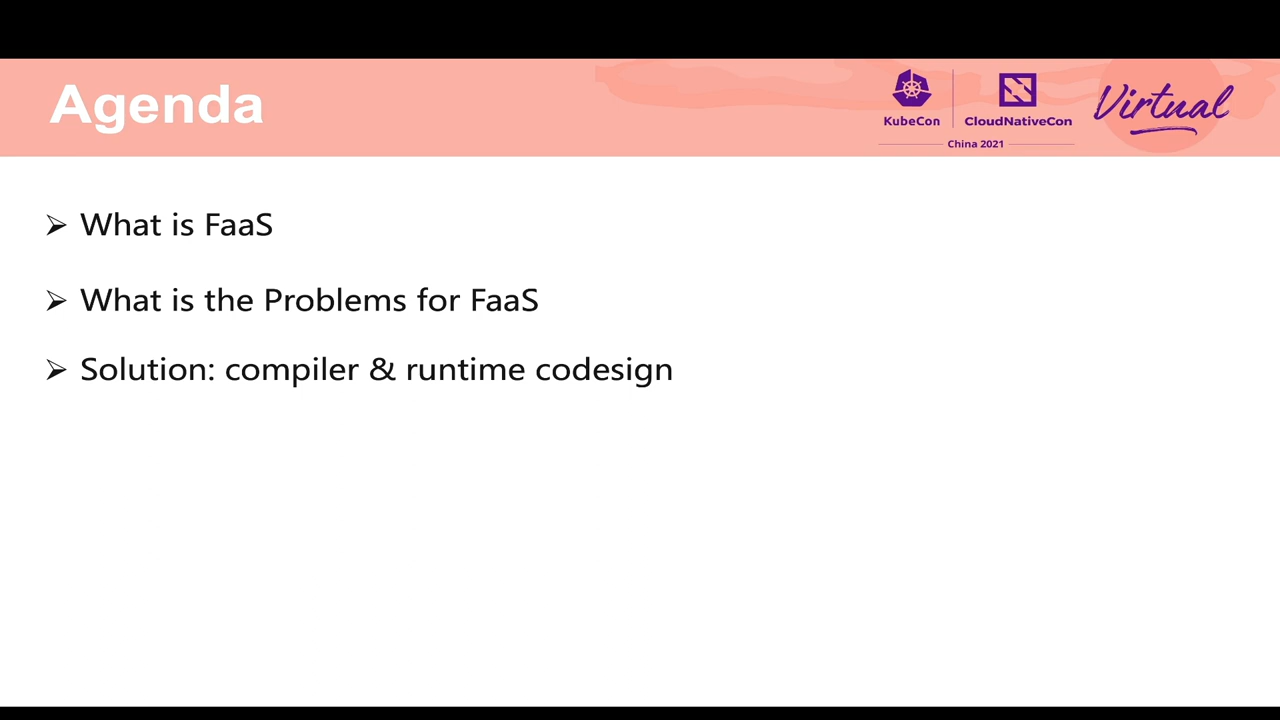 Agenda
KubeCon
CloudNativeCon
China 2021
Virtual
➢ What is FaaS
➢ What is the Problems for FaaS
➢ Solution: compiler & runtime codesign